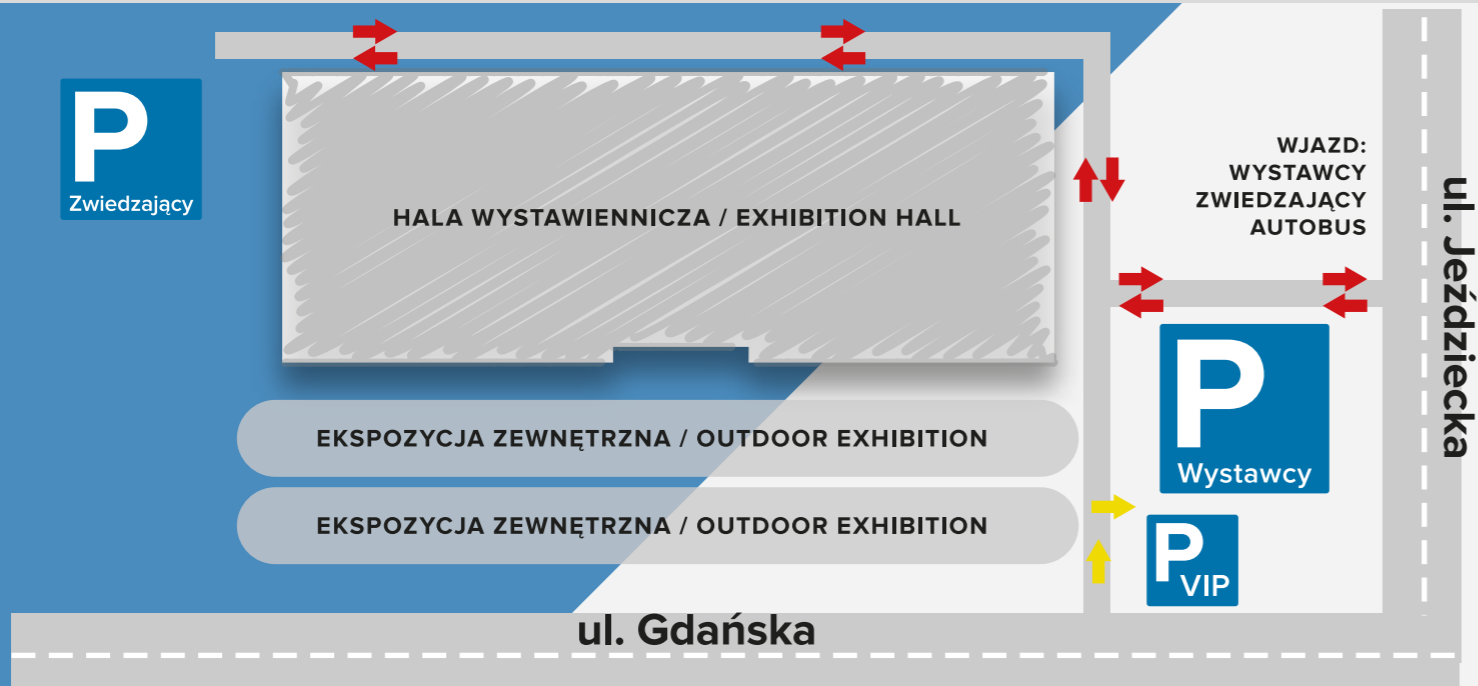 P
Zwiedzający
HALA WYSTAWIENNICZA / EXHIBITION HALL
WJAZD:
WYSTAWCY
ZWIEDZAJĄCY
AUTOBUS
ul. Jeździecka
P
Wystawcy
EKSPOZYCJA ZEWNĘTRZNA / OUTDOOR EXHIBITION
EKSPOZYCJA ZEWNĘTRZNA / OUTDOOR EXHIBITION
P
VIP
ul. Gdańska